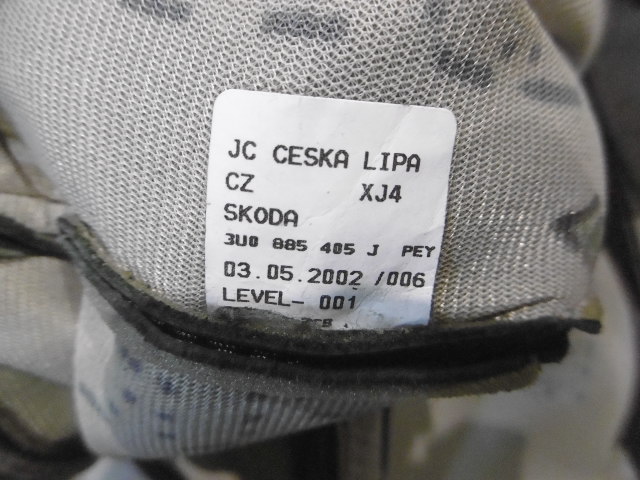 JC CESKA LIPA
CZ XJ4
SKODA
3U0 885 405 J PEY
03.05.2002 /006
LEVEL- 001